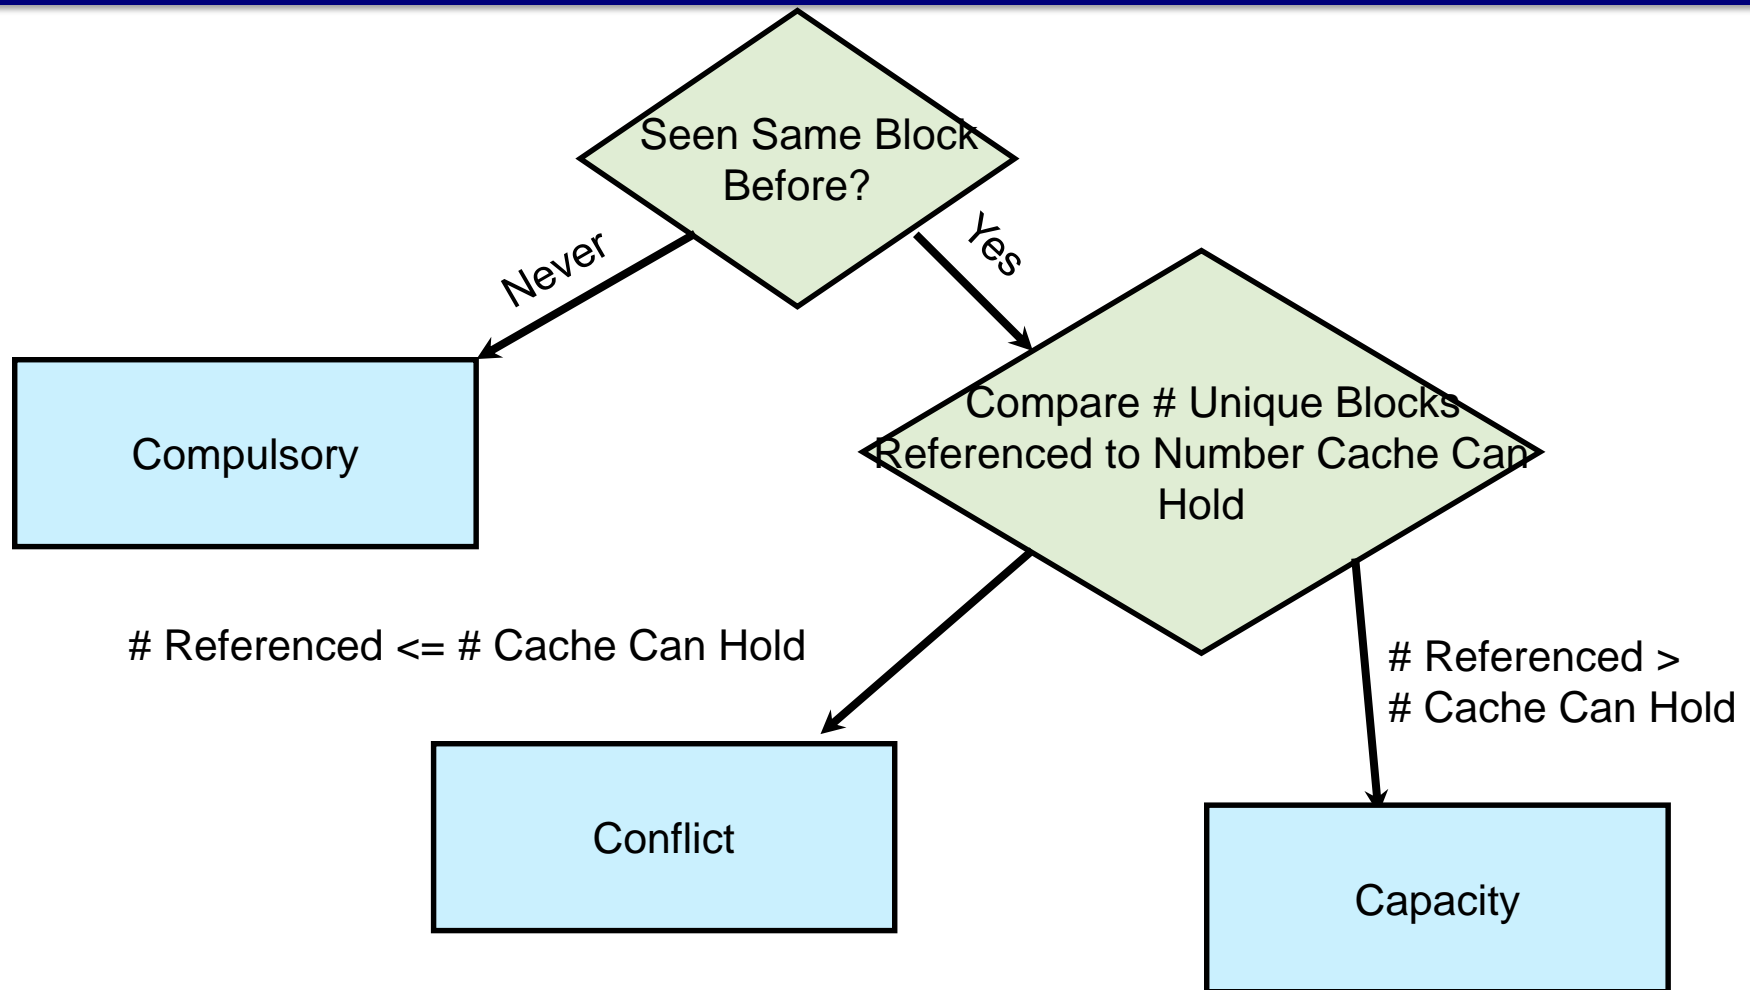 Seen Same Block
Before?
Never
Yes
Compare # Unique Blocks
Referenced to Number Cache Can
Hold
Compulsory
# Referenced <= # Cache Can Hold
# Referenced >
# Cache Can Hold
Conflict
Capacity